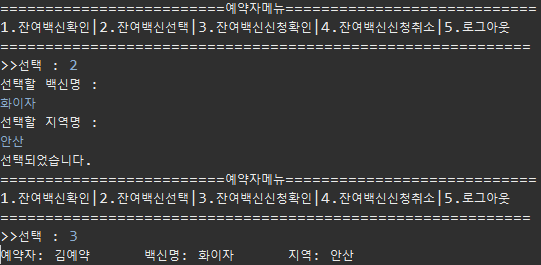 =========================예약자메뉴============================
1.잔여백신확인|2.잔여백신선택|3.잔여백신신청확인|4.잔여백신신청취소|5.로그아웃
===============================================================
>>선택 : 2
선택할 백신명 :
화이자
선택할 지역명 :
안산
선택되었습니다.
=========================예약자메뉴============================
1.잔여백신확인|2.잔여백신선택|3.잔여백신신청확인|4.잔여백신신청취소|5.로그아웃
===============================================================
>>선택 : 3
예약자: 김예약 백신명: 화이자 지역: 안산